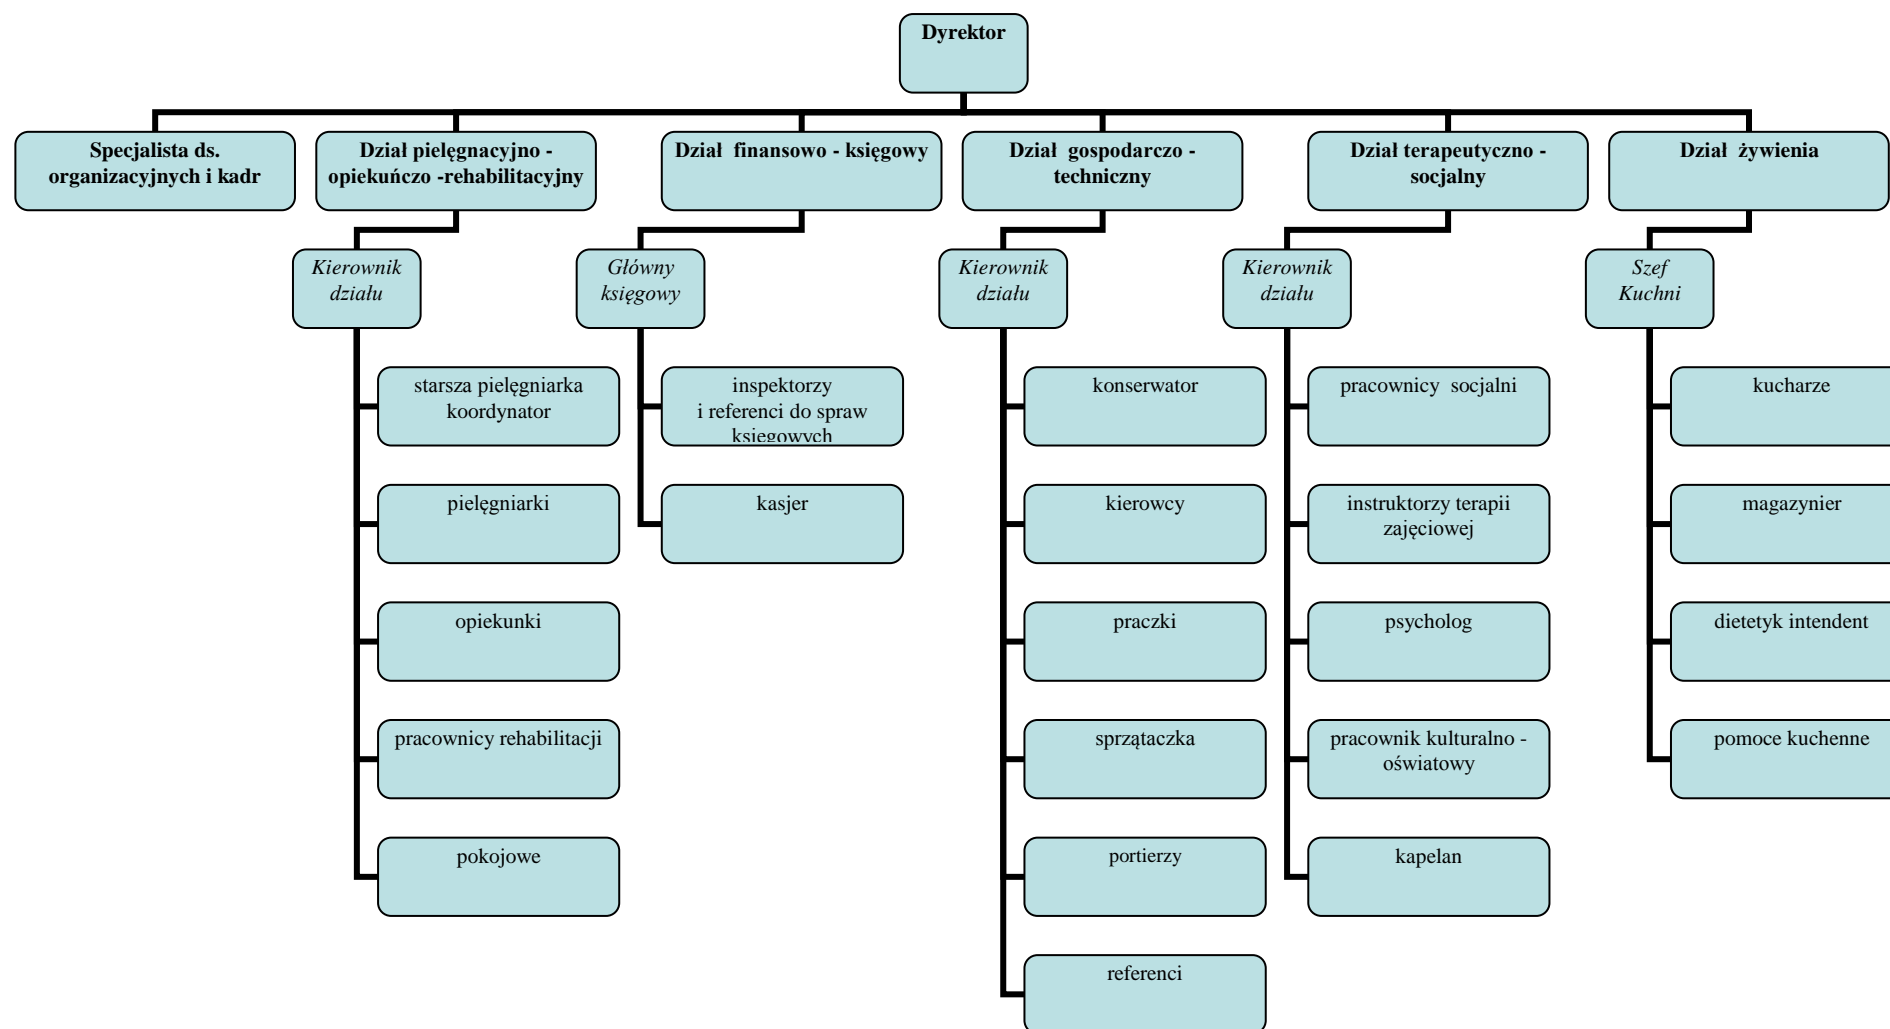 Dyrektor
Specjalista ds.
organizacyjnych i kadr
Dział pielęgnacyjno -
opiekuńczo -rehabilitacyjny
Dział  finansowo - księgowy
Dział  gospodarczo -
techniczny
Dział terapeutyczno -
socjalny
Dział  żywienia
Kierownik
działu
Główny
księgowy
Kierownik
działu
Kierownik
działu
Szef
Kuchni
starsza pielęgniarka
koordynator
pielęgniarki
opiekunki
pracownicy rehabilitacji
pokojowe
inspektorzy
i referenci do spraw
księgowych
kasjer
konserwator
kierowcy
praczki
sprzątaczka
portierzy
referenci
pracownicy  socjalni
instruktorzy terapii
zajęciowej
psycholog
pracownik kulturalno -
oświatowy
kapelan
kucharze
magazynier
dietetyk intendent
pomoce kuchenne